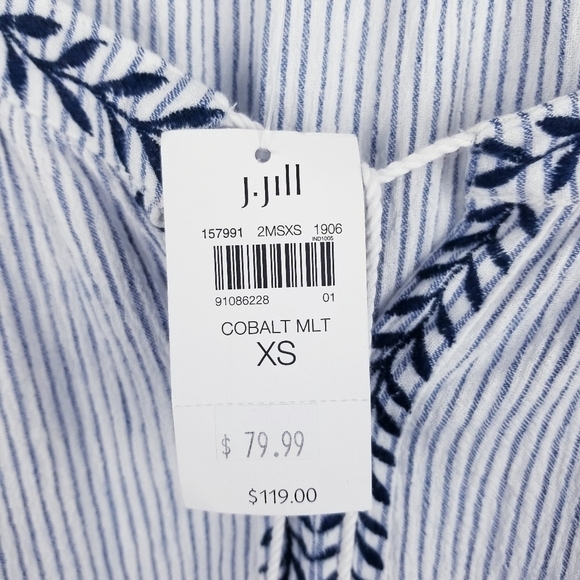 J.Jill
157991 2MSXS 1906
IND1005
91086228 01
COBALT MLT
XS
$ 79.99
$119.00